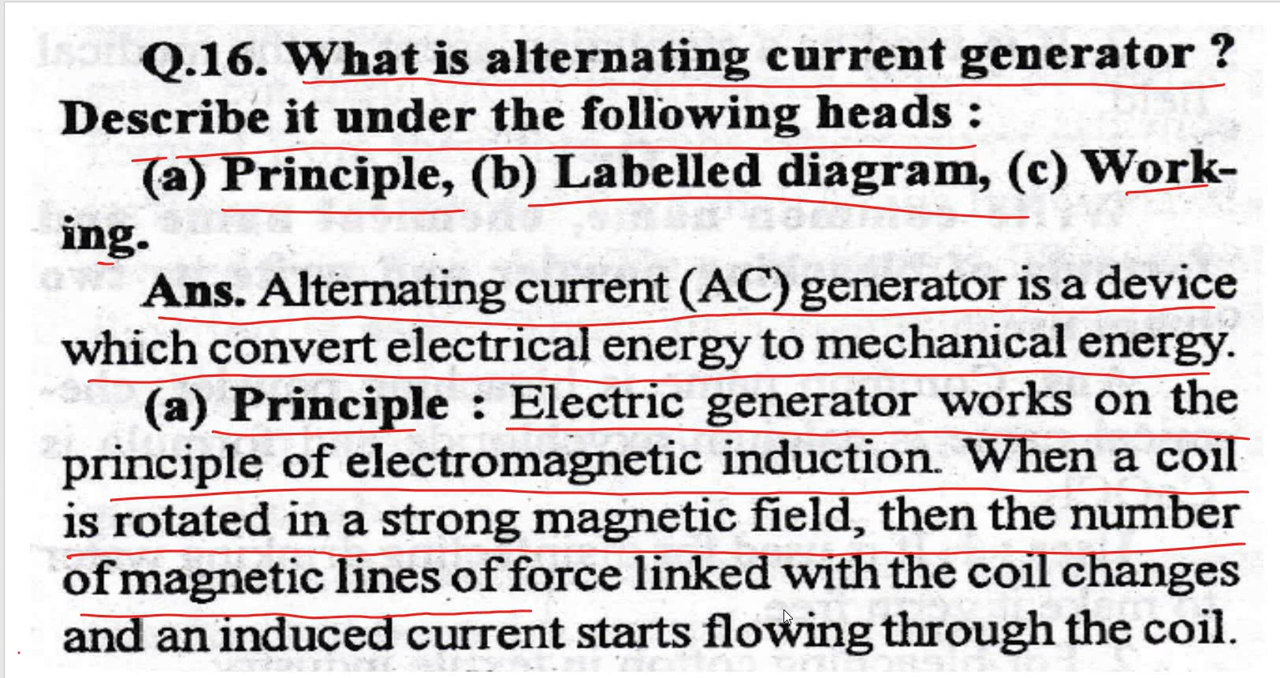 Q.16. What is alternating current generator ?
Describe it under the following heads :
(a) Principle, (b) Labelled diagram, (c) Work-
ing.
Ans. Alternating current (AC) generator is a device
which convert electrical energy to mechanical energy.
(a) Principle : Electric generator works on the
principle of electromagnetic induction. When a coil
is rotated in a strong magnetic field, then the number
of magnetic lines of force linked with the coil changes
and an induced current starts flowing through the coil.